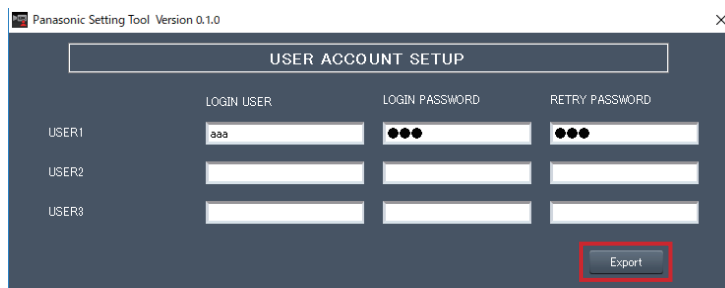 Panasonic Setting Tool Version 0.1.0
USER ACCOUNT SETUP
LOGIN USER LOGIN PASSWORD RETRY PASSWORD
USER1 aaa ●●● ●●●
USER2
USER3
Export